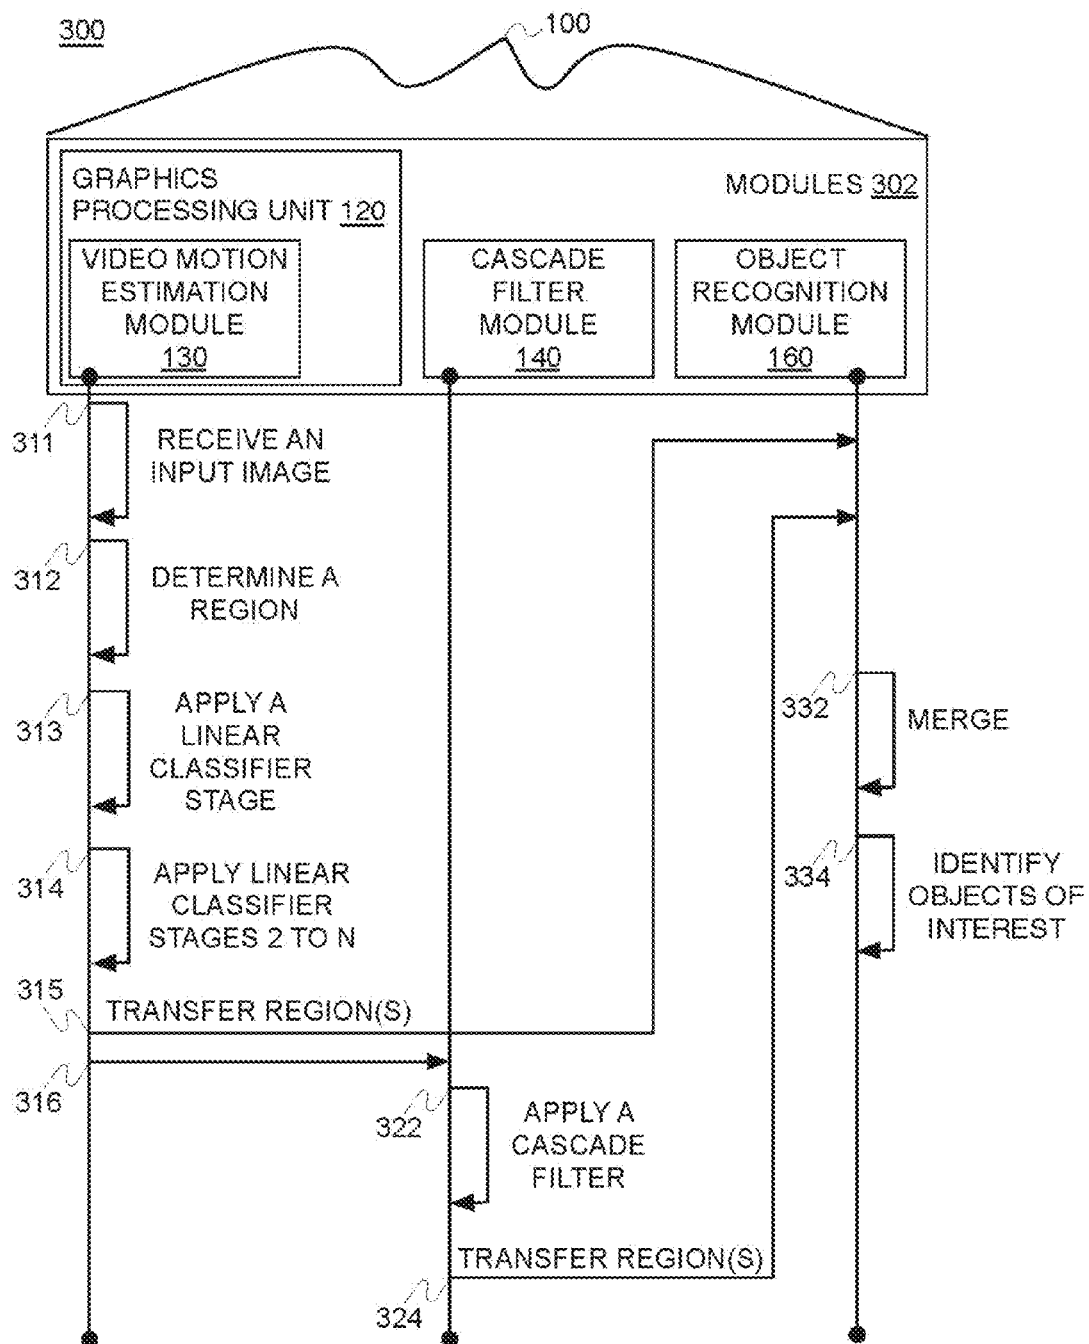 300
100
GRAPHICS
PROCESSING UNIT 120
MODULES 302
VIDEO MOTION
ESTIMATION
MODULE
130
CASCADE
FILTER
MODULE
140
OBJECT
RECOGNITION
MODULE
160
311
RECEIVE AN
INPUT IMAGE
312
DETERMINE A
REGION
313
APPLY A
LINEAR
CLASSIFIER
STAGE
332
MERGE
314
APPLY LINEAR
CLASSIFIER
STAGES 2 TO N
334
IDENTIFY
OBJECTS OF
INTEREST
315
TRANSFER REGION(S)
316
322
APPLY A
CASCADE
FILTER
TRANSFER REGION(S)
324